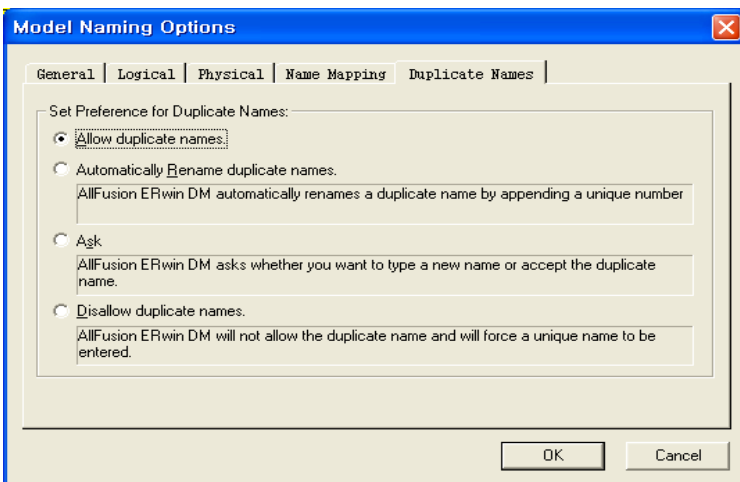 Model Naming Options
General
Logical
Physical
Name Mapping
Duplicate Names
Set Preference for Duplicate Names:
Allow duplicate names.
Automatically Rename duplicate names.
AllFusion ERwin DM automatically renames a duplicate name by appending a unique number
Ask
AllFusion ERwin DM asks whether you want to type a new name or accept the duplicate
name.
Disallow duplicate names.
AllFusion ERwin DM will not allow the duplicate name and will force a unique name to be
entered.
OK
Cancel